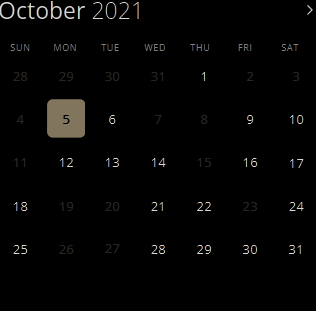 October 2021
SUN MON TUE WED THU FRI SAT
28 29 30 31 1 2 3
4 5 6 7 8 9 10
11 12 13 14 15 16 17
18 19 20 21 22 23 24
25 26 27 28 29 30 31